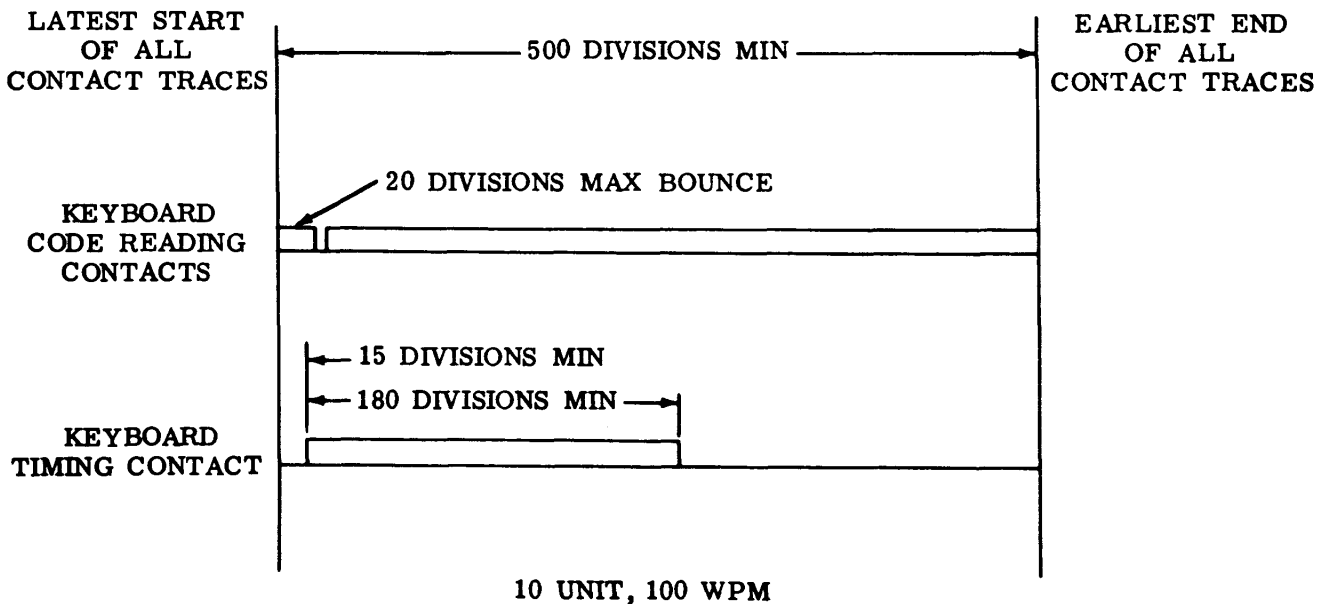 LATEST START
OF ALL
CONTACT TRACES
500 DIVISIONS MIN
EARLIEST END
OF ALL
CONTACT TRACES
20 DIVISIONS MAX BOUNCE
KEYBOARD
CODE READING
CONTACTS
15 DIVISIONS MIN
180 DIVISIONS MIN
KEYBOARD
TIMING CONTACT
10 UNIT, 100 WPM